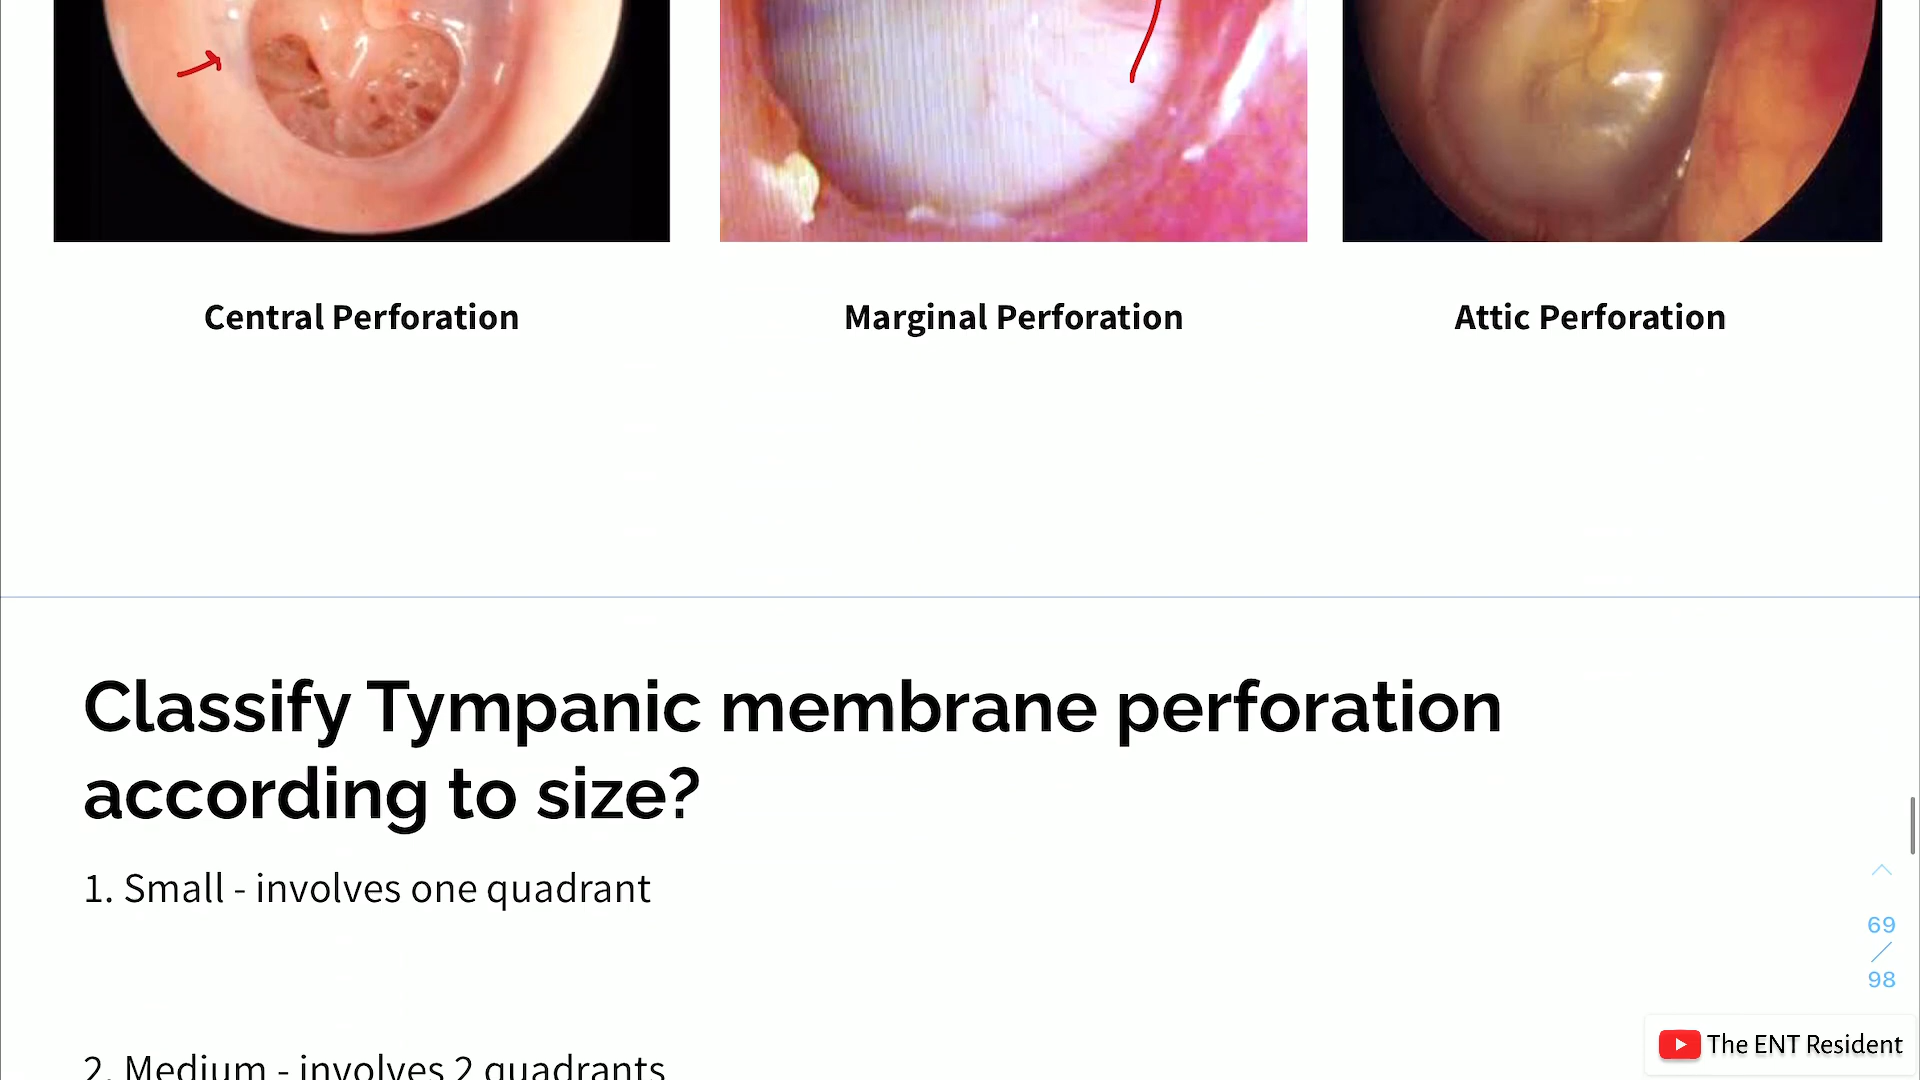 Central Perforation
Marginal Perforation
Attic Perforation
Classify Tympanic membrane perforation
according to size?
1. Small - involves one quadrant
2. Medium - involves 2 quadrants
69
/
98
The ENT Resident